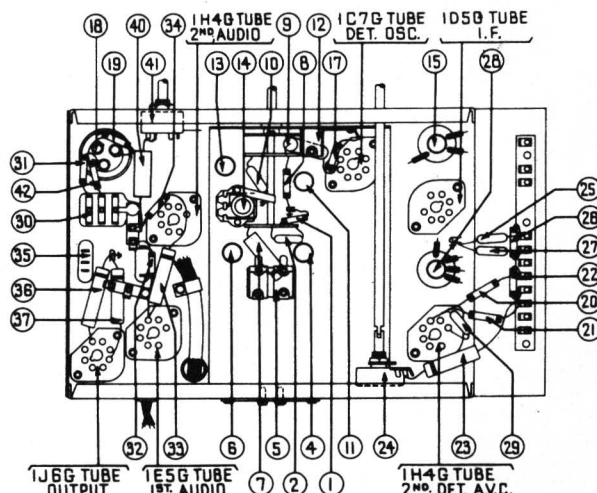 1H4G TUBE
2ND. AUDIO
1C7G TUBE
DET. OSC.
1D5G TUBE
I.F.
18 40 34 9 12
19 41 13 14 10 8 17 15 28
31
42
30
35
36
37
25
26
27
22
20
21
32 33 6 5 4 11 24 23 29
7 2 1
1J6G TUBE
OUTPUT
1E5G TUBE
1ST. AUDIO
1H4G TUBE
2ND. DET. A.V.C.